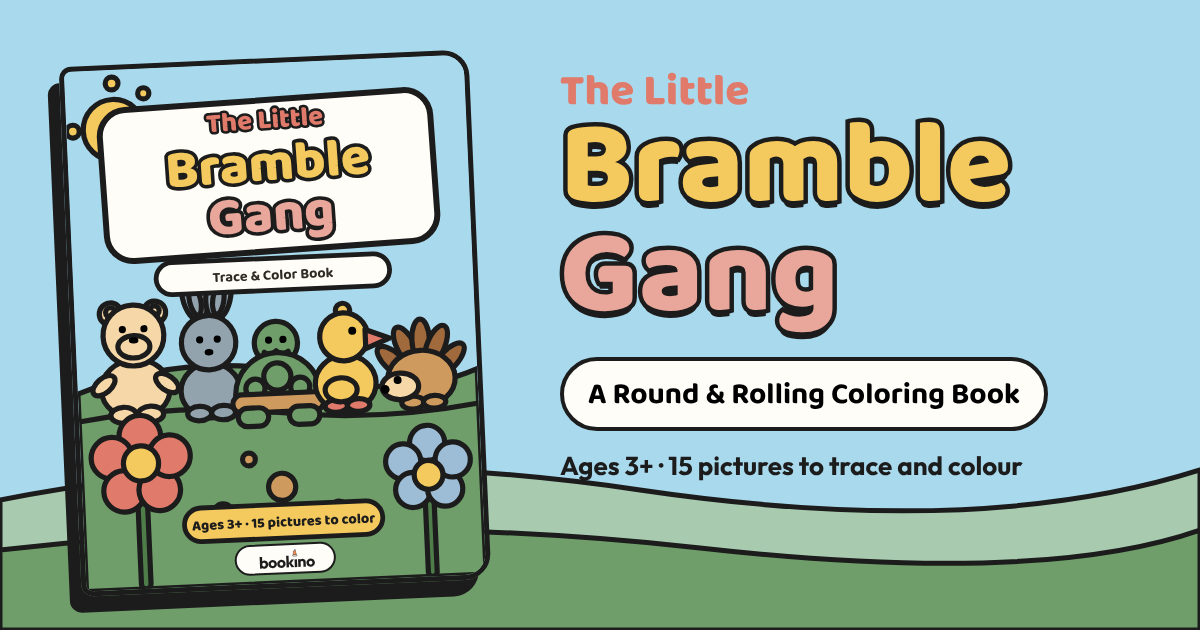 The Little
Bramble
Gang
Trace & Color Book
Ages 3+ · 15 pictures to color
bookino
The Little
Bramble
Gang
A Round & Rolling Coloring Book
Ages 3+ · 15 pictures to trace and colour